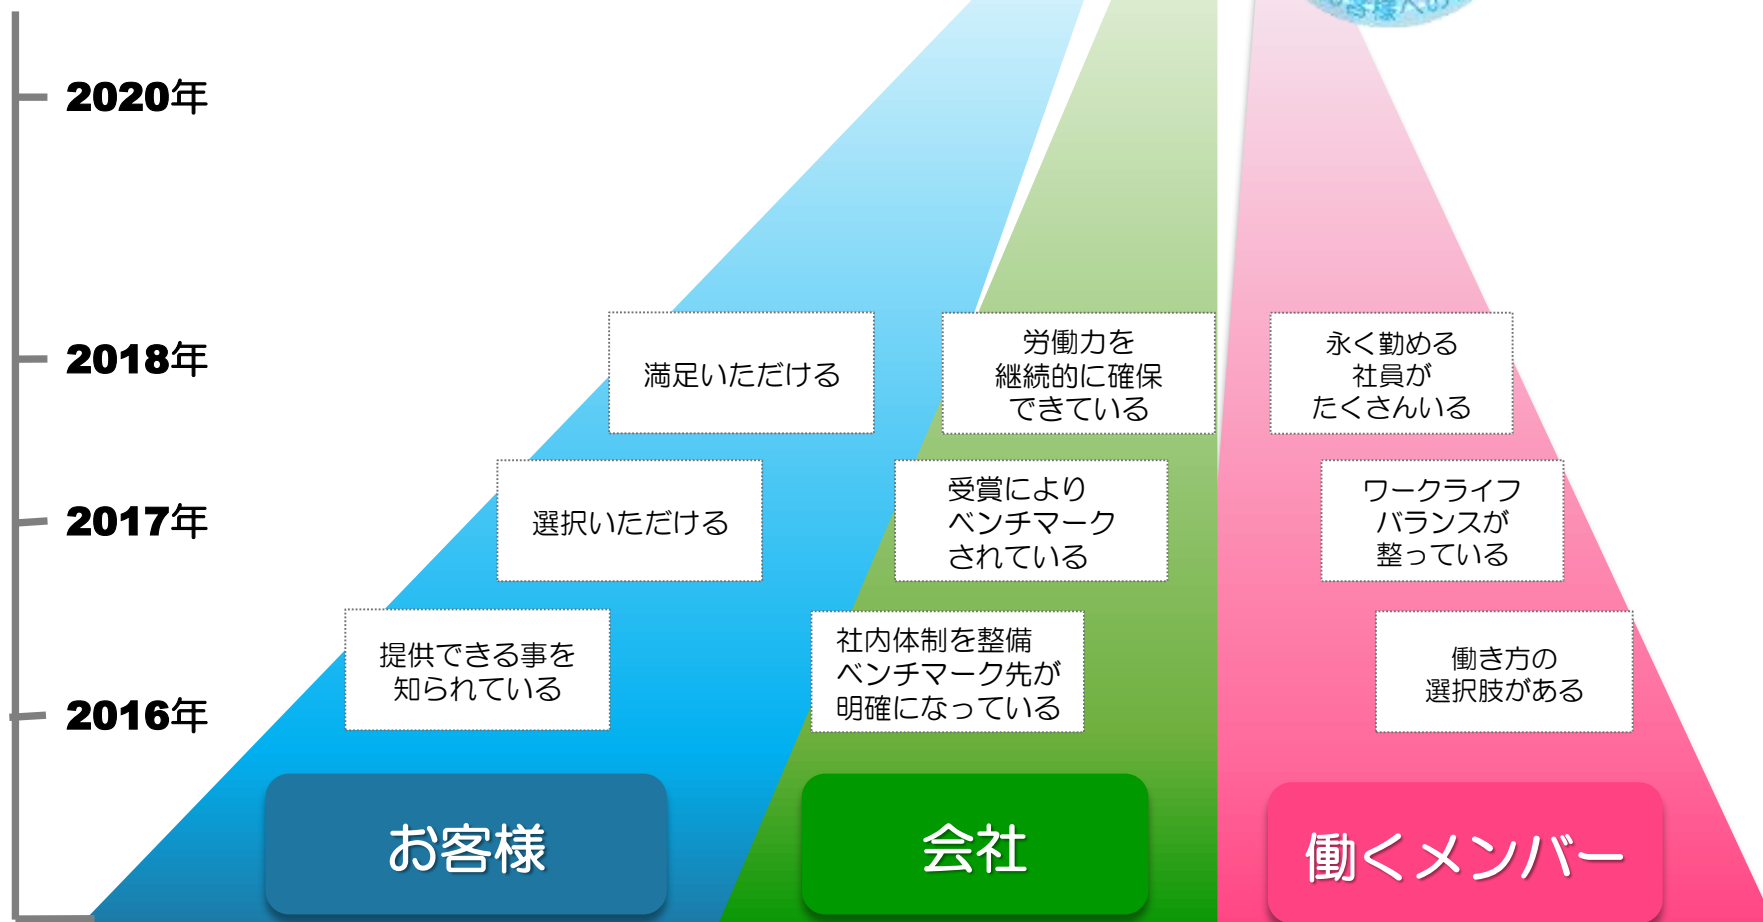 様への
2020年
2018年
満足いただける
労働力を
継続的に確保
できている
永く勤める
社員が
たくさんいる
2017年
選択いただける
受賞により
ベンチマーク
されている
ワークライフ
バランスが
整っている
2016年
提供できる事を
知られている
社内体制を整備
ベンチマーク先が
明確になっている
働き方の
選択肢がある
お客様
会社
働くメンバー